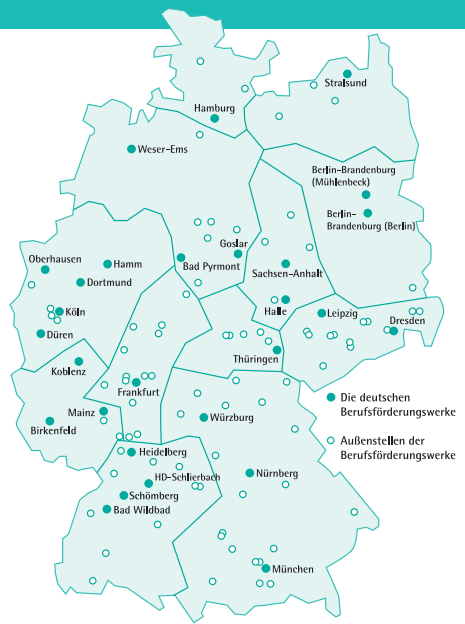 Stralsund
Hamburg
Weser-Ems
Berlin-Brandenburg
(Mühlenbeck)
Berlin-
Brandenburg (Berlin)
Goslar
Oberhausen
Hamm
Bad Pyrmont
Sachsen-Anhalt
Dortmund
Köln
Halle
Leipzig
Dresden
Düren
Thüringen
Koblenz
Frankfurt
Die deutschen
Berufsförderungswerke
Mainz
Würzburg
Birkenfeld
Außenstellen der
Berufsförderungswerke
Heidelberg
HD-Schlierbach
Nürnberg
Schömberg
Bad Wildbad
München